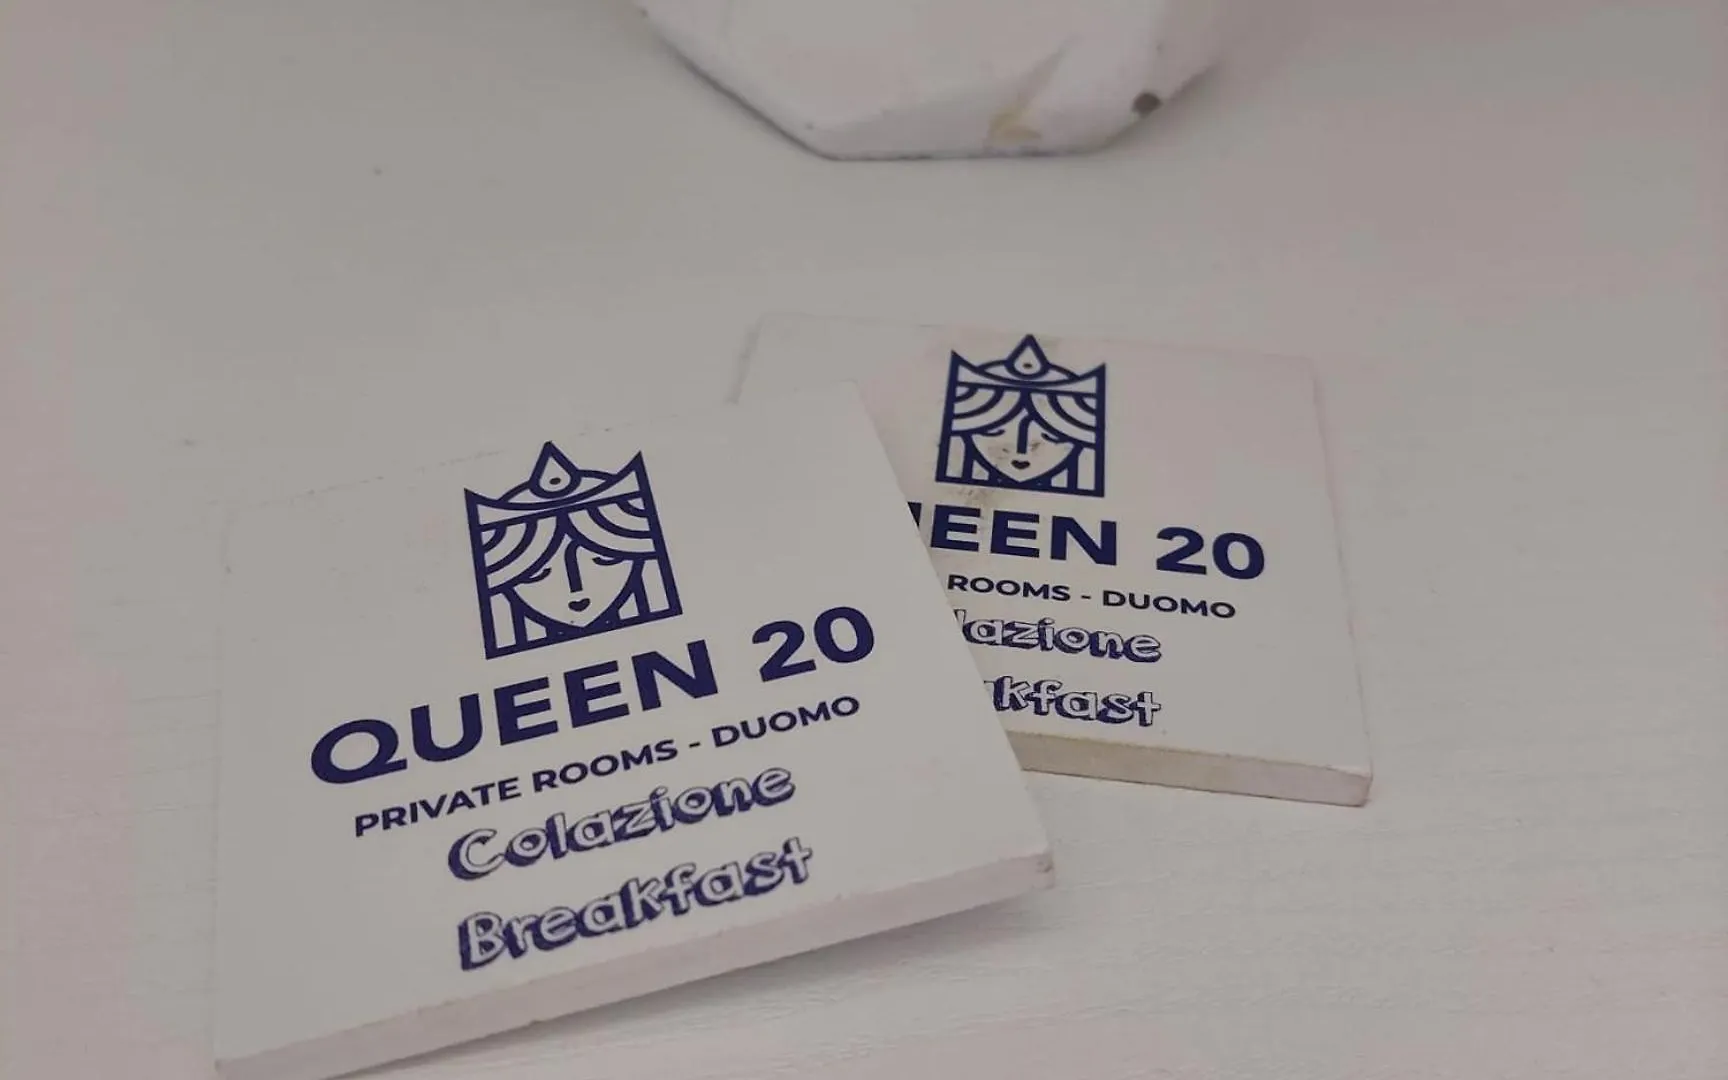 QUEEN 20
PRIVATE ROOMS - DUOMO
Colazione
Breakfast
EEN 20
ROOMS - DUOMO
lazione
kfast